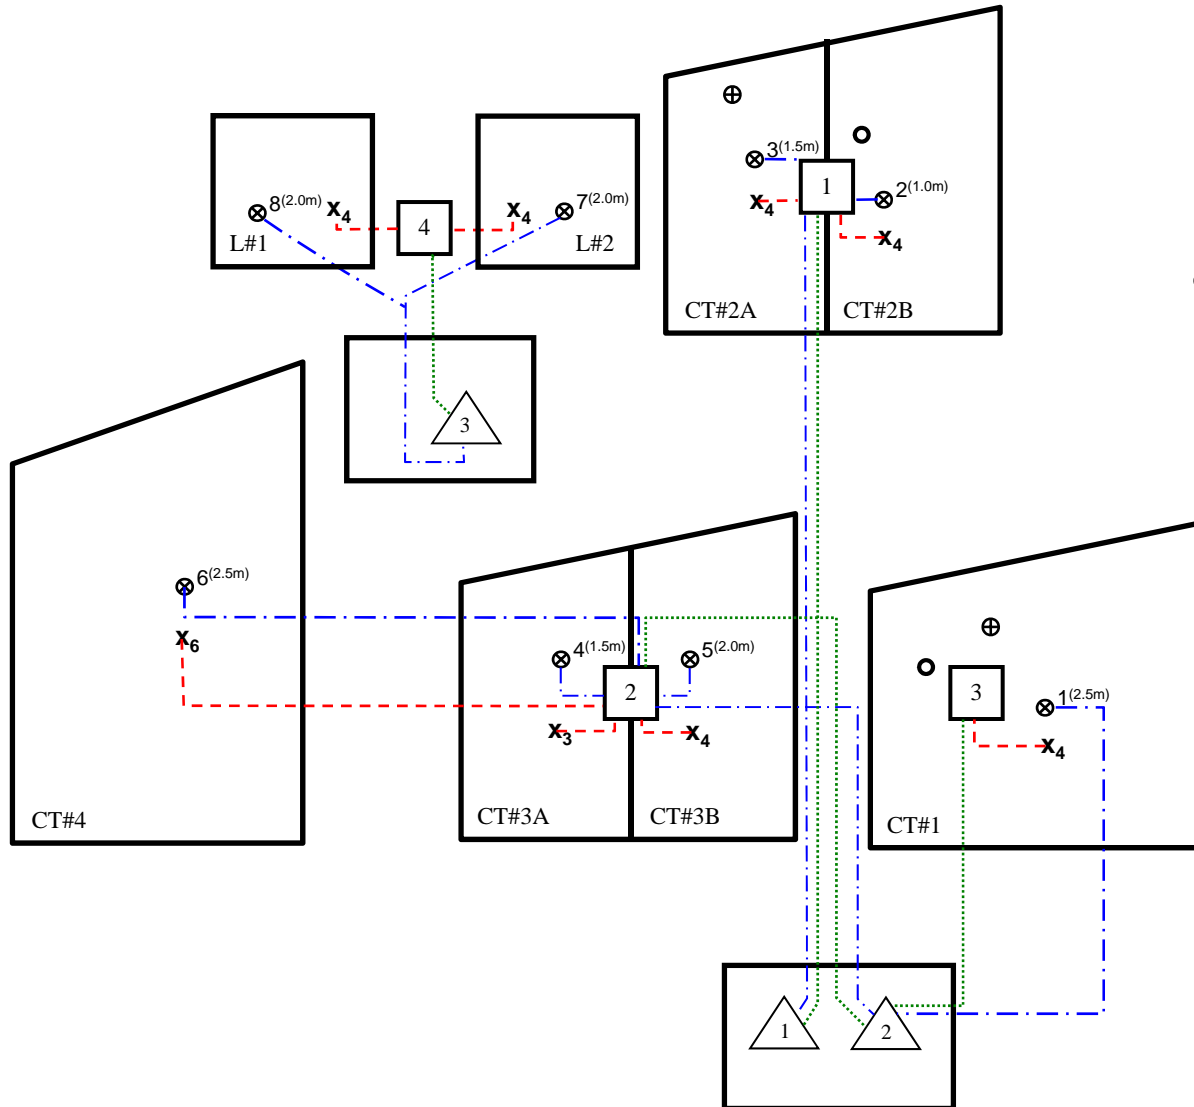 3(1.5m)
1
2(1.0m)
X4
X4
CT#2A
CT#2B
8(2.0m)
X4
4
X4
7(2.0m)
L#1
L#2
3
6(2.5m)
X6
CT#4
4(1.5m)
2
5(2.0m)
X3
X4
CT#3A
CT#3B
3
1(2.5m)
X4
CT#1
1
2